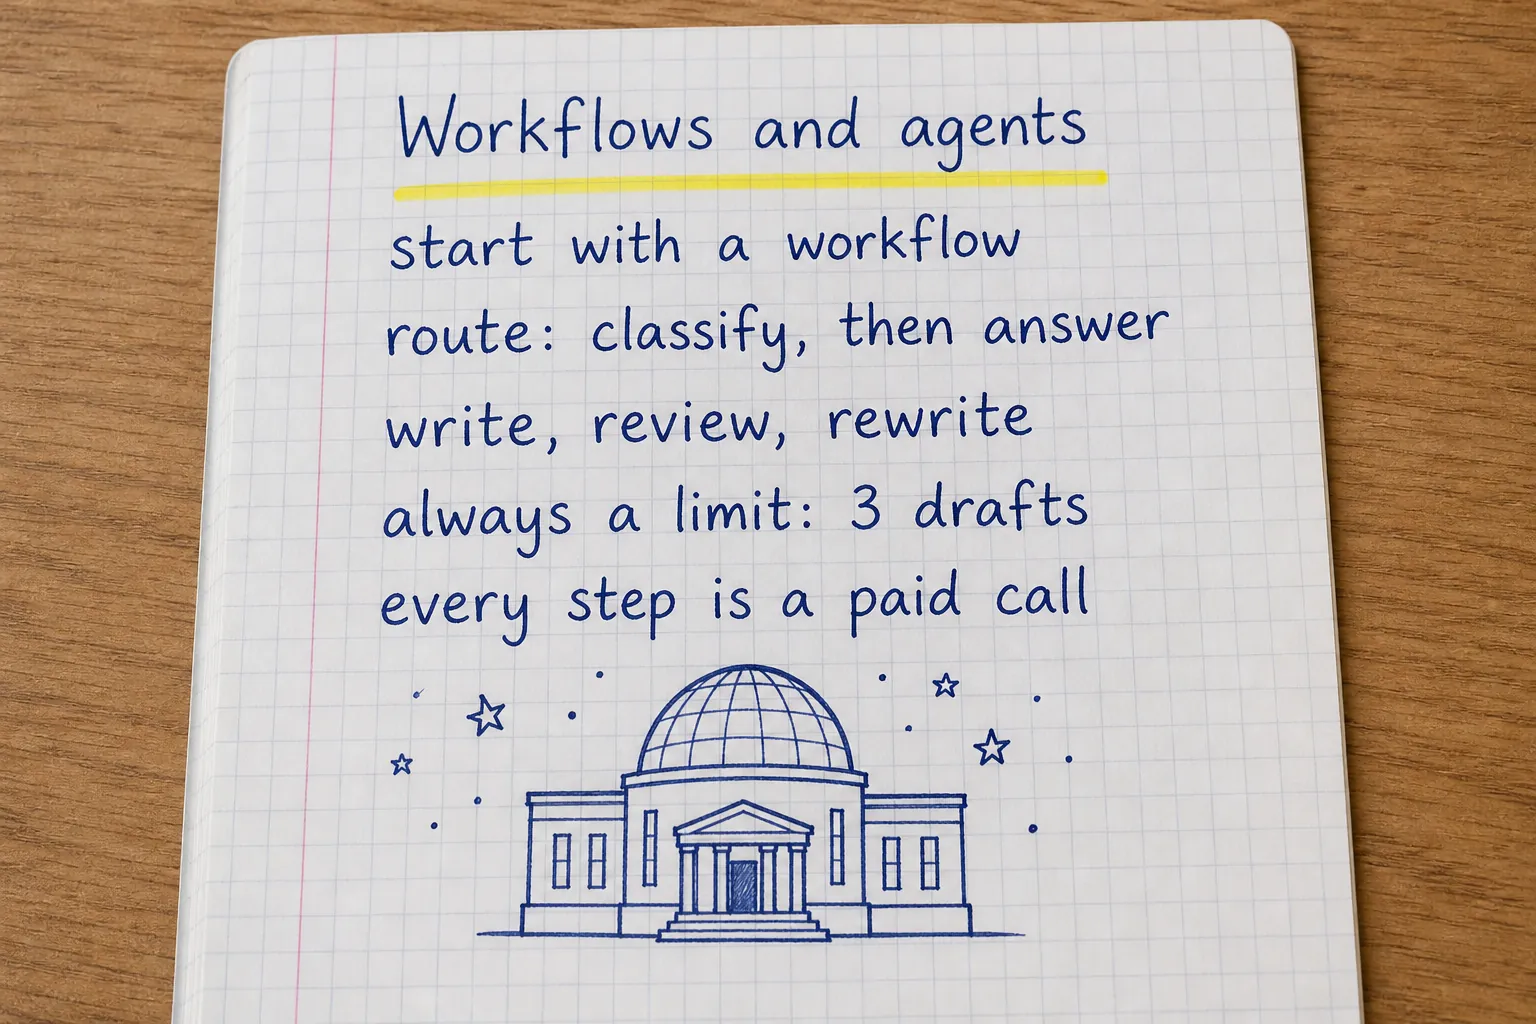 Workflows and agents
start with a workflow
route: classify, then answer
write, review, rewrite
always a limit: 3 drafts
every step is a paid call